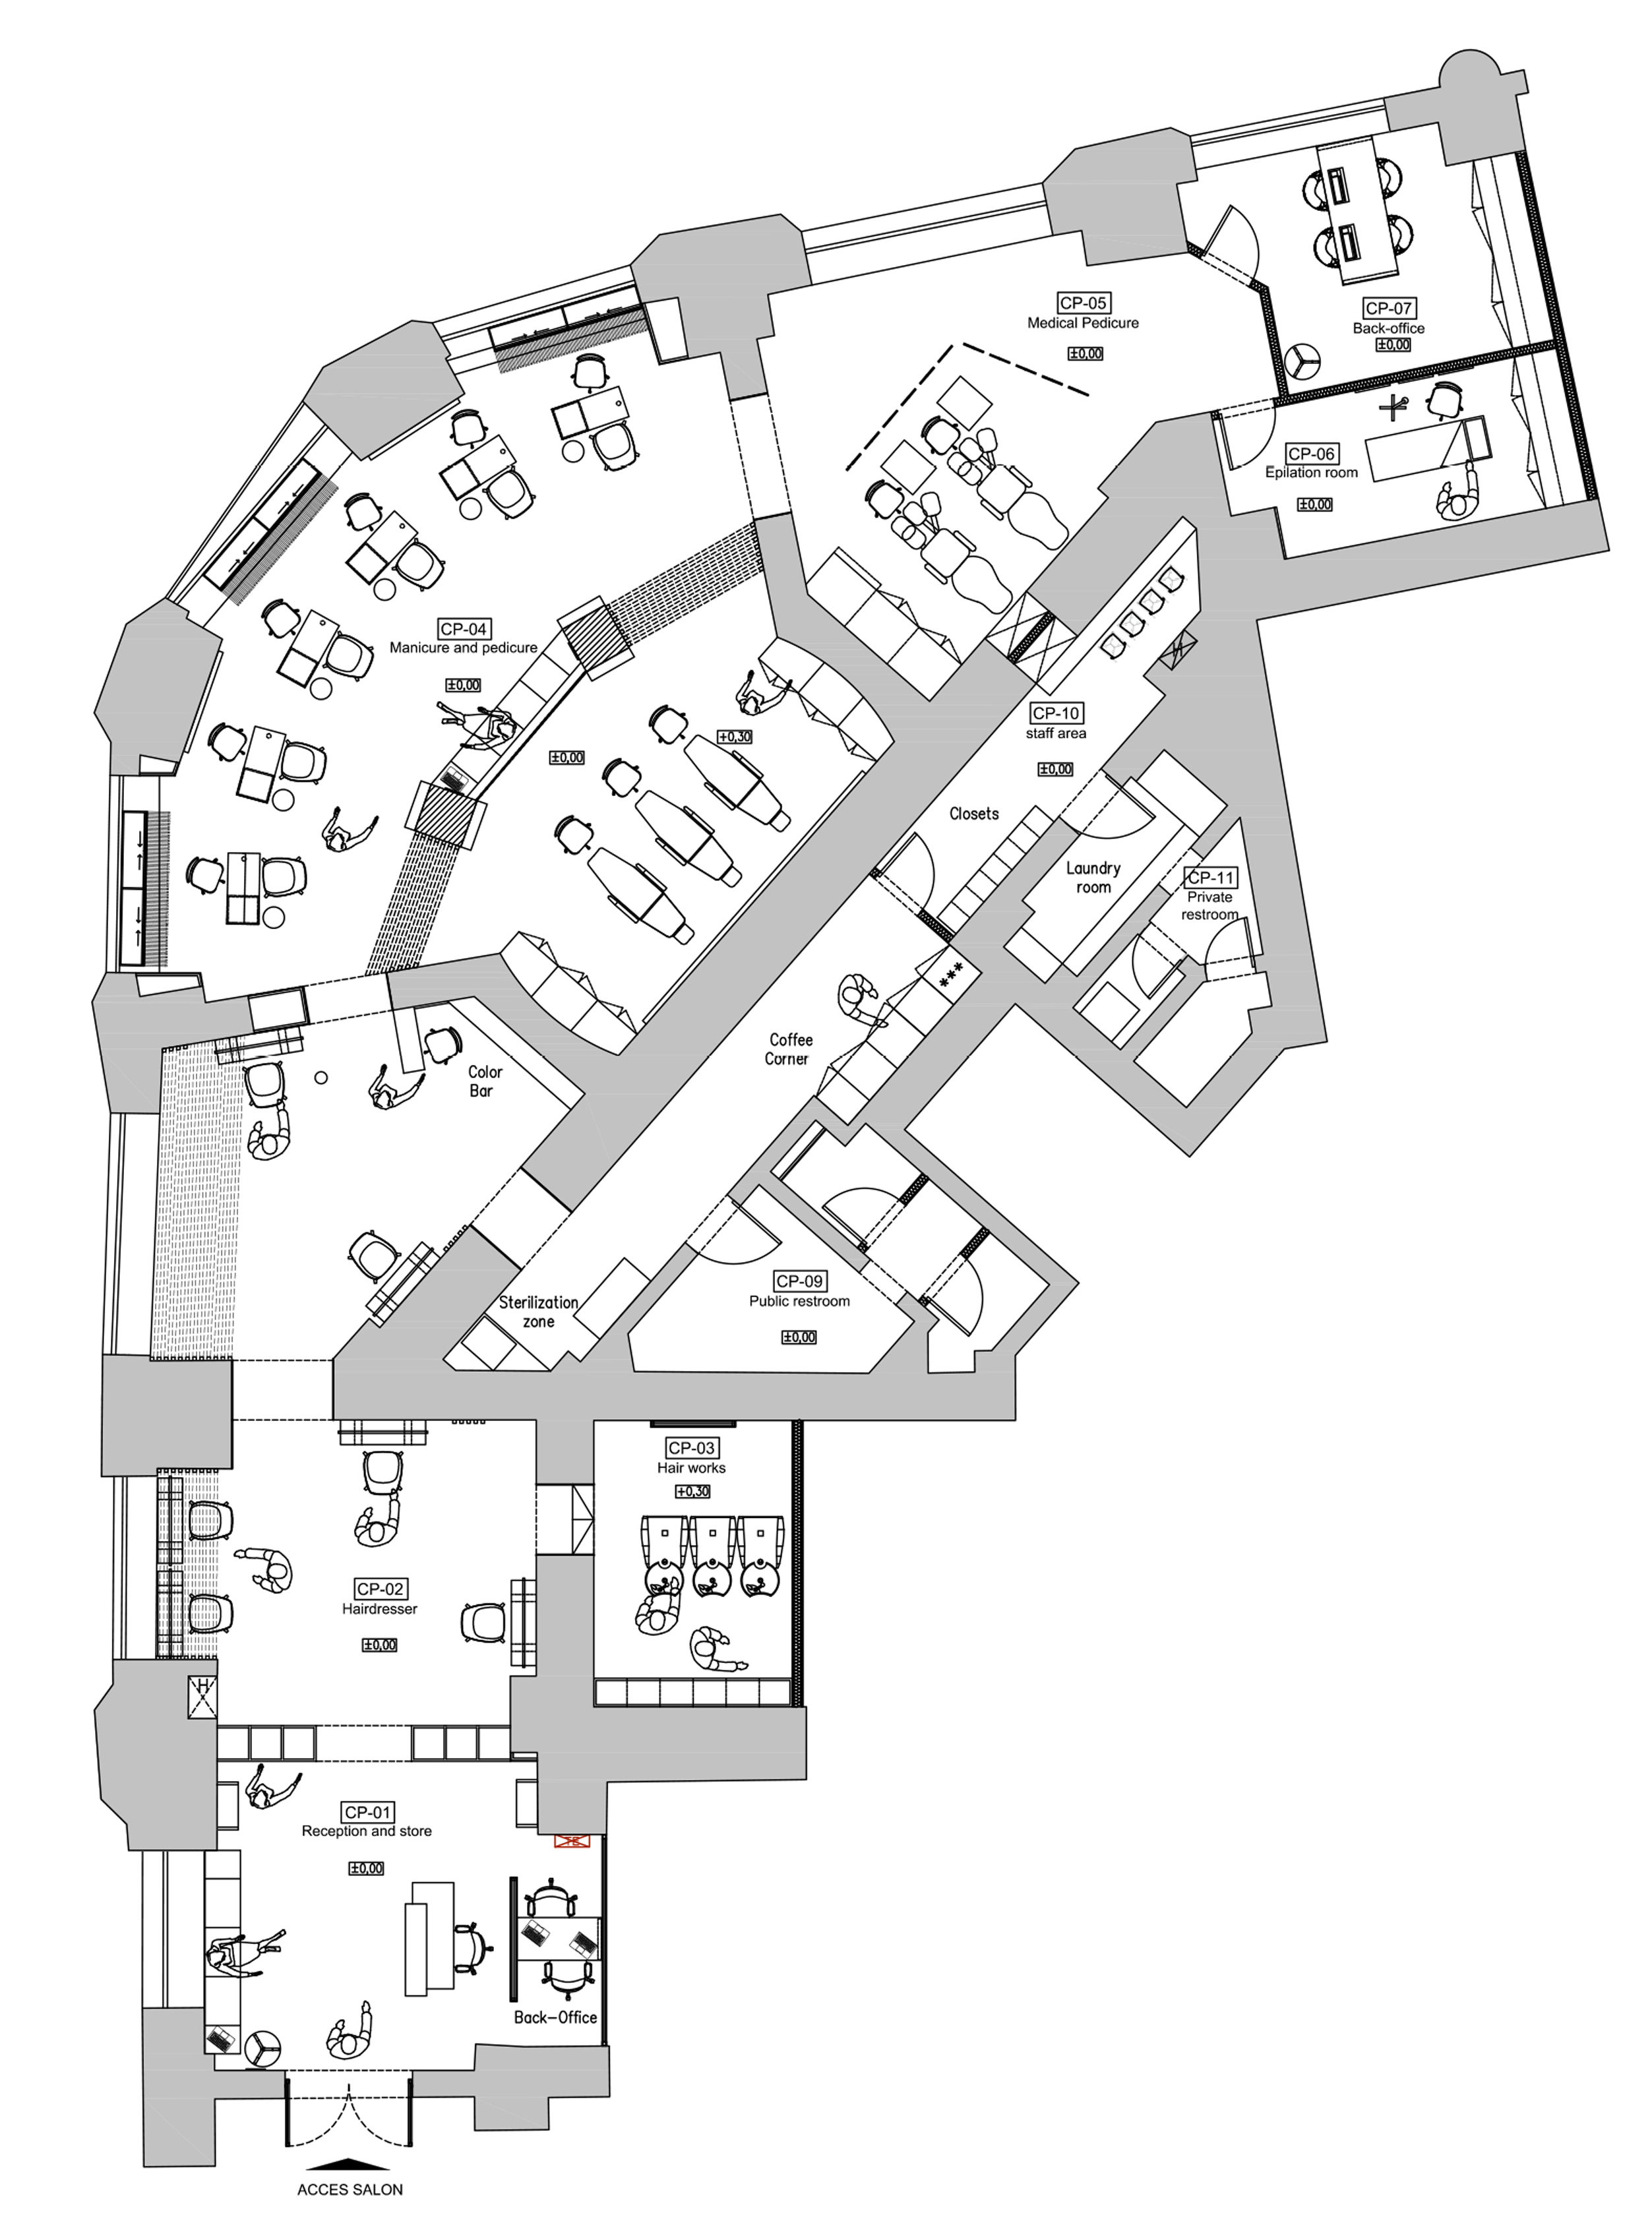 CP-05
Medical Pedicure
±0,00
CP-07
Back-office
±0,00
CP-06
Epilation room
±0,00
CP-04
Manicure and pedicure
±0,00
±0,00
+0,30
H
CP-10
staff area
±0,00
Closets
Laundry
room
CP-11
Private
restroom
***
Coffee
Corner
Color
Bar
Sterilization
zone
CP-09
Public restroom
±0,00
CP-03
Hair works
+0,30
CP-02
Hairdresser
±0,00
H
CP-01
Reception and store
±0,00
Back-Office
ACCES SALON